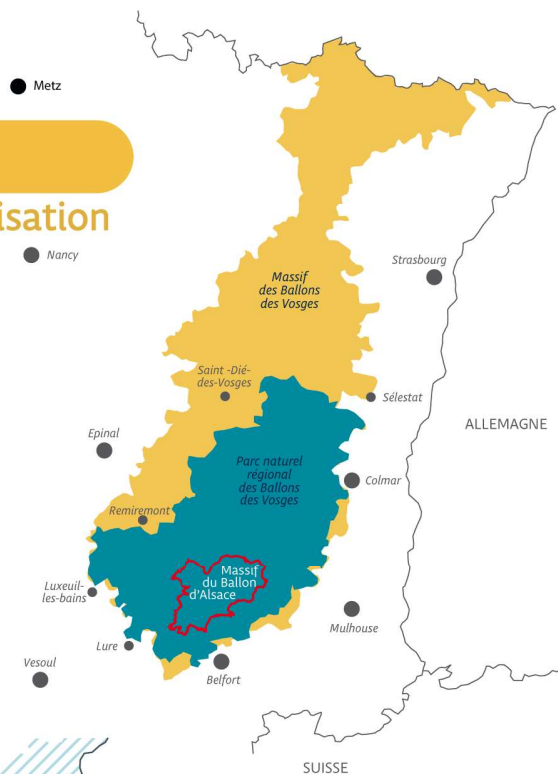 Metz
isation
Nancy
Strasbourg
Massif
des Ballons
des Vosges
Saint -Dié-
des-Vosges
Sélestat
ALLEMAGNE
Epinal
Parc naturel
régional
des Ballons
des Vosges
Colmar
Remiremont
Massif
du Ballon
d'Alsace
Luxeuil-
les-bains
Mulhouse
Lure
Vesoul
Belfort
SUISSE